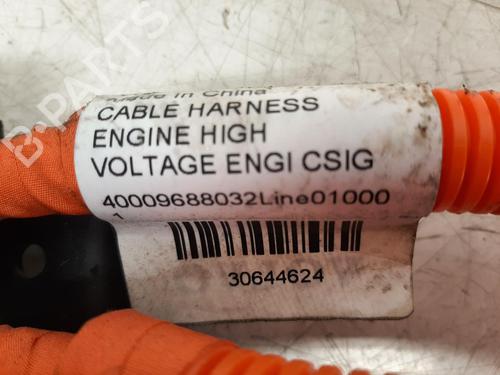 Made in China
CABLE HARNESS
ENGINE HIGH
VOLTAGE ENGI CSIG
40009688032Line01000
1
30644624